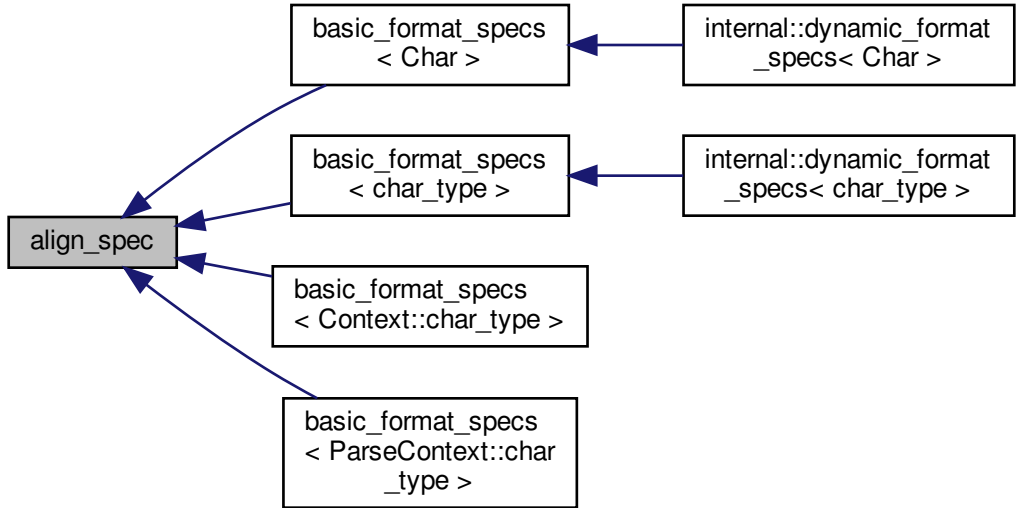 basic_format_specs
< Char >
internal::dynamic_format
_specs< Char >
basic_format_specs
< char_type >
internal::dynamic_format
_specs< char_type >
align_spec
basic_format_specs
< Context::char_type >
basic_format_specs
< ParseContext::char
_type >